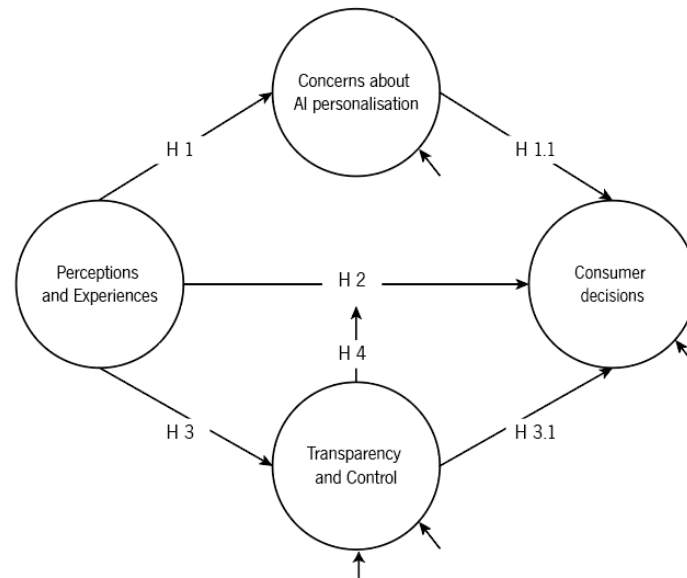 Concerns about
AI personalisation
H 1
H 1.1
Perceptions
and Experiences
H 2
Consumer
decisions
H 4
H 3
Transparency
and Control
H 3.1